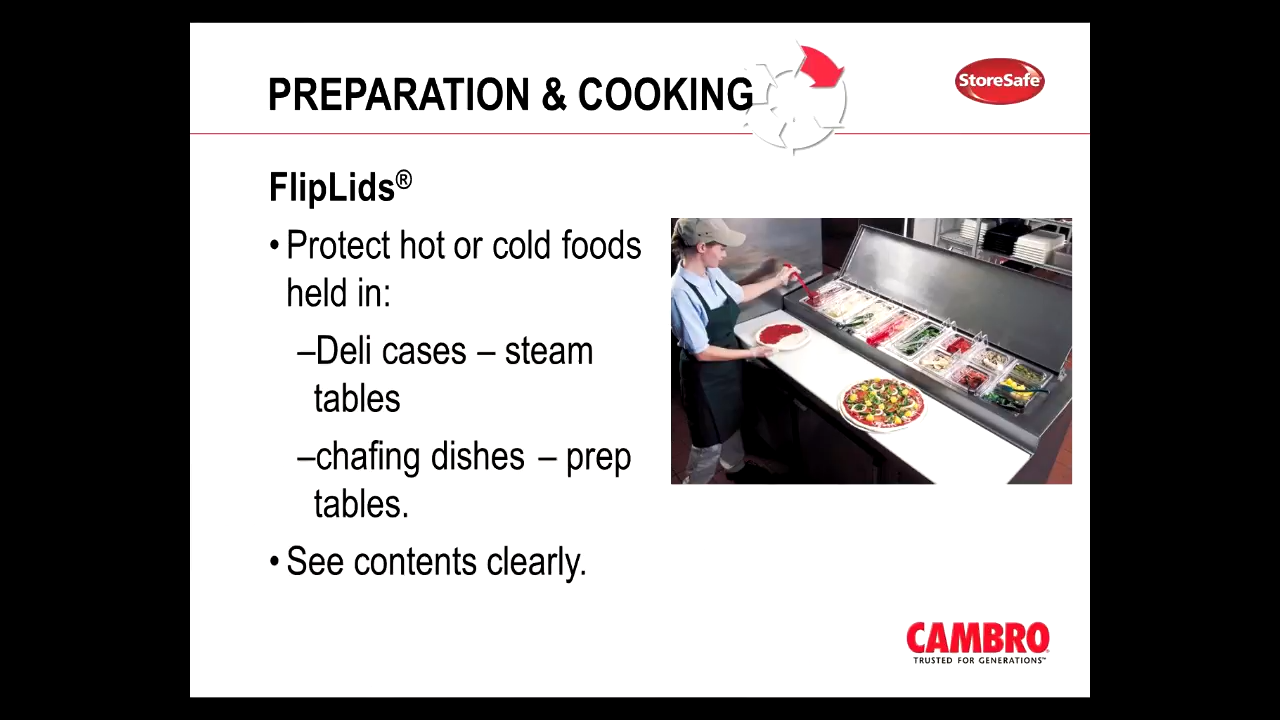 PREPARATION & COOKING
StoreSafe®
FlipLids®
• Protect hot or cold foods
held in:
–Deli cases – steam
tables
–chafing dishes – prep
tables.
• See contents clearly.
CAMBRO
TRUSTED FOR GENERATIONS™